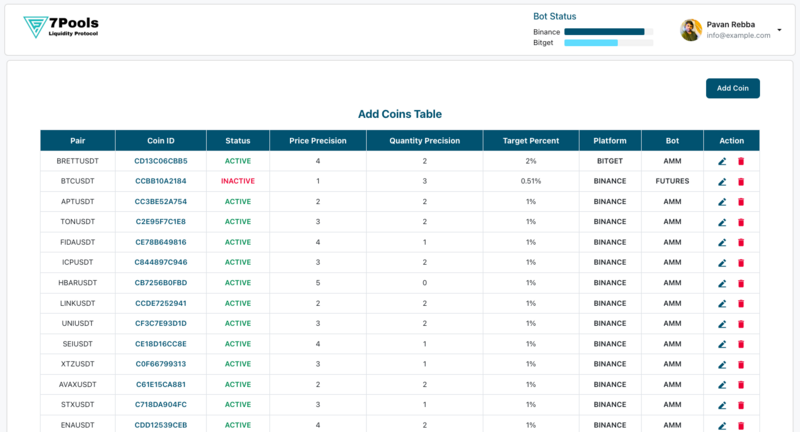 7Pools
Liquidity Protocol
Bot Status
Binance
Bitget
Pavan Rebba
info@example.com
Add Coin
Add Coins Table
Pair Coin ID Status Price Precision Quantity Precision Target Percent Platform Bot Action
BRETTUSDT CD13C06CBB5 ACTIVE 4 2 2% BITGET AMM
BTCUSDT CCBB10A2184 INACTIVE 1 3 0.51% BINANCE FUTURES
APTUSDT CC3BE52A754 ACTIVE 2 2 1% BINANCE AMM
TONUSDT C2E95F7C1E8 ACTIVE 3 2 1% BINANCE AMM
FIDAUSDT CE78B649816 ACTIVE 4 1 1% BINANCE AMM
ICPUSDT C844897C946 ACTIVE 3 2 1% BINANCE AMM
HBARUSDT CB7256B0FBD ACTIVE 5 0 1% BINANCE AMM
LINKUSDT CCDE7252941 ACTIVE 2 2 1% BINANCE AMM
UNIUSDT CF3C7E93D1D ACTIVE 3 2 1% BINANCE AMM
SEIUSDT CE18D16CC8E ACTIVE 4 1 1% BINANCE AMM
XTZUSDT C0F66799313 ACTIVE 3 1 1% BINANCE AMM
AVAXUSDT C61E15CA881 ACTIVE 2 2 1% BINANCE AMM
STXUSDT C718DA904FC ACTIVE 3 1 1% BINANCE AMM
ENAUSDT CDD12539CEB ACTIVE 4 2 1% BINANCE AMM